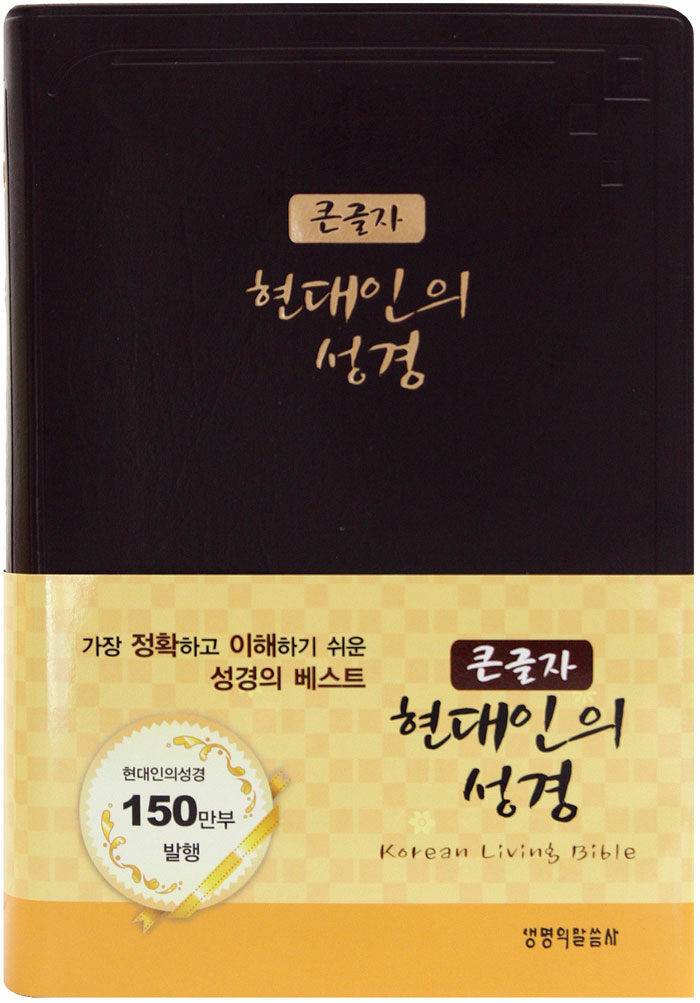 큰글자
현대인의
성경
가장 정확하고 이해하기 쉬운
성경의 베스트
현대인의성경
150만부
발행
큰글자
현대인의
성경
Korean Living Bible
생명의말씀사